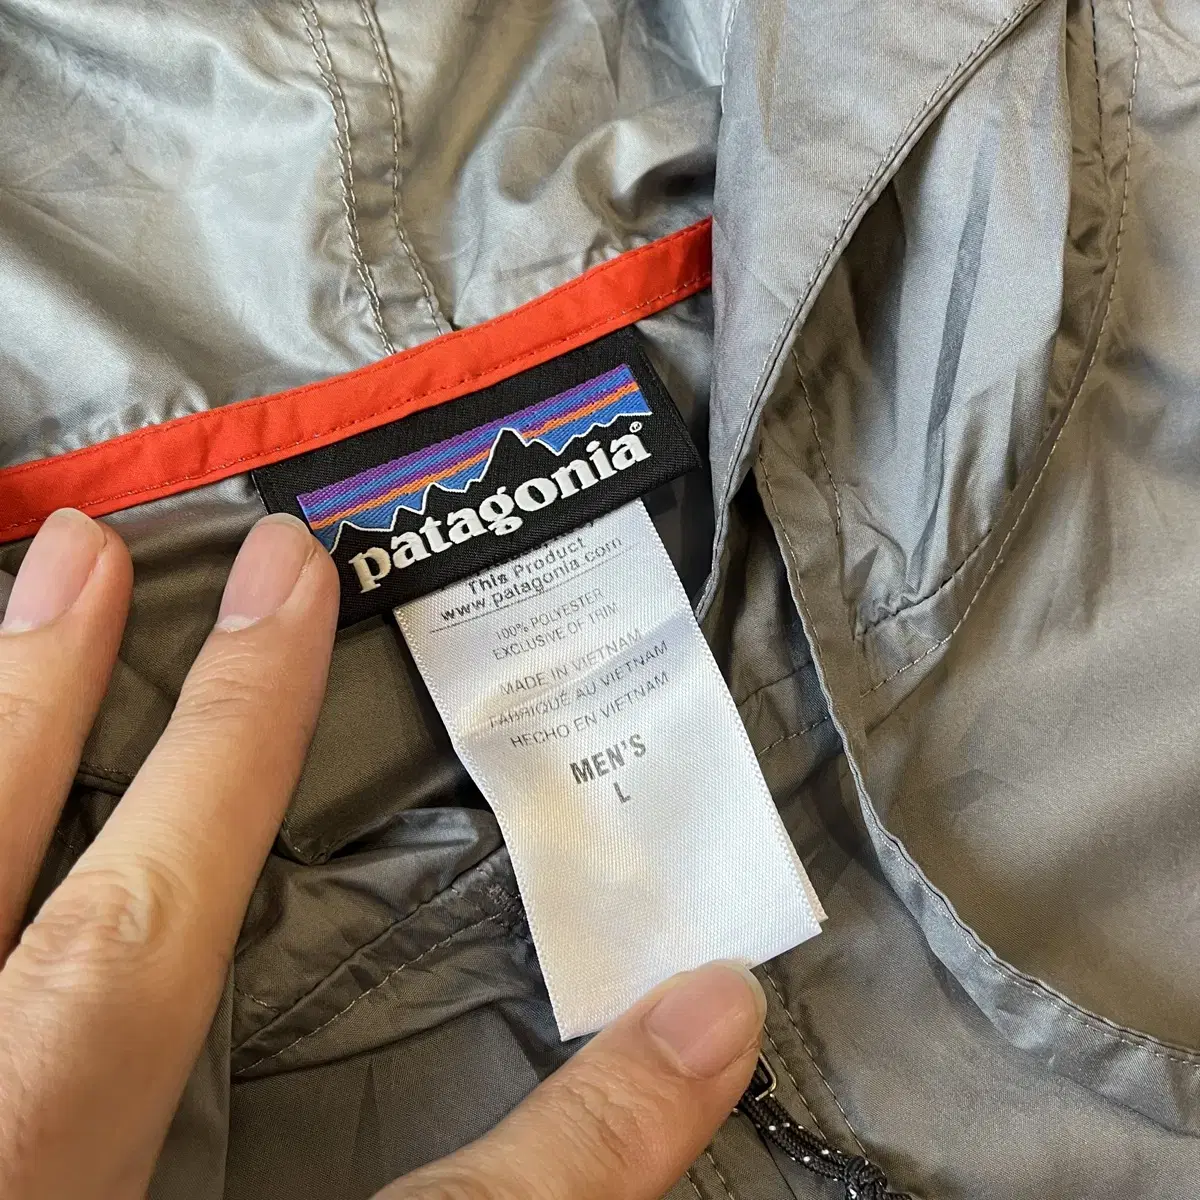 patagonia®
This Product
www.patagonia.com
100% POLYESTER
EXCLUSIVE OF TRIM
MADE IN VIETNAM
FABRIQUÉ AU VIETNAM
HECHO EN VIETNAM
MEN'S
L